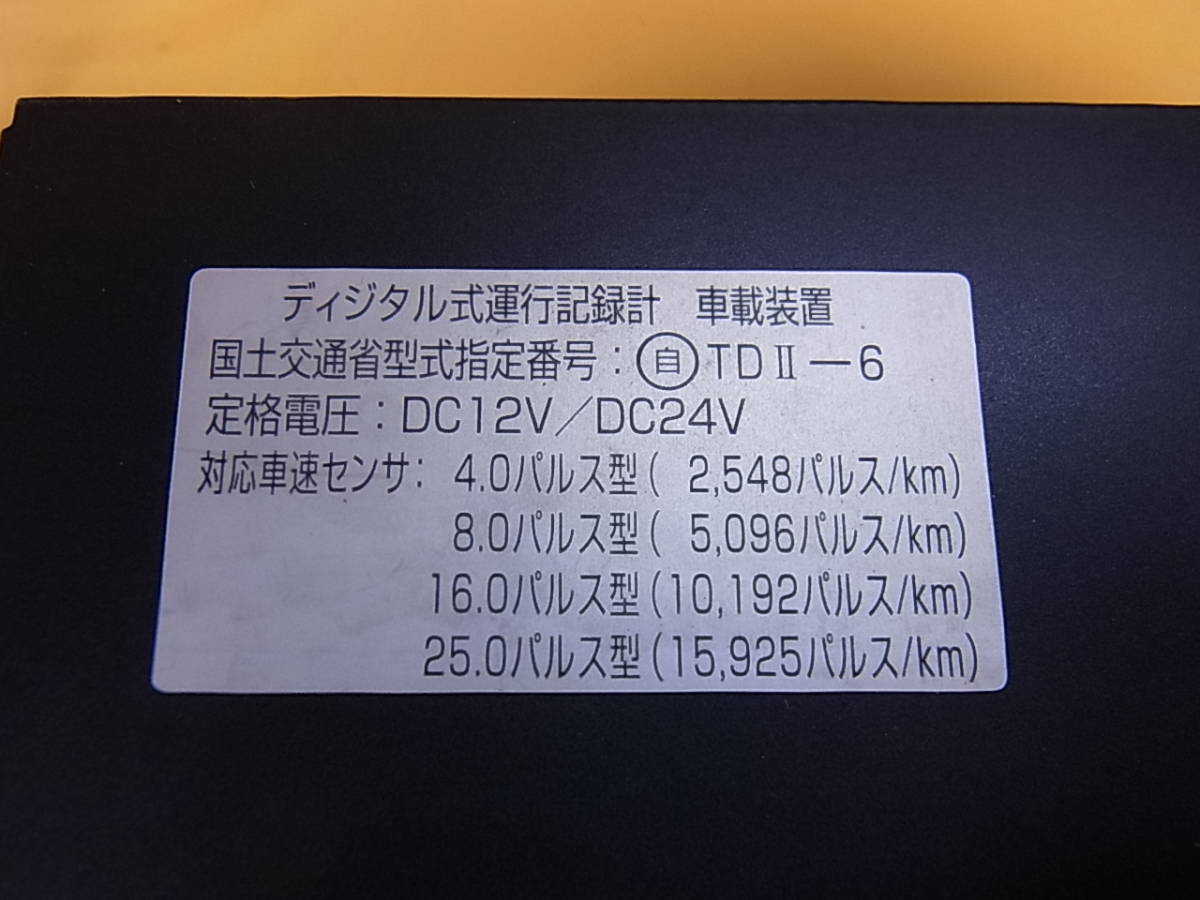 ディジタル式運行記録計　車載装置
国土交通省型式指定番号：㉂TDⅡ－6
定格電圧：DC12V／DC24V
対応車速センサ：4.0パルス型( 2,548パルス/km)
8.0パルス型( 5,096パルス/km)
16.0パルス型(10,192パルス/km)
25.0パルス型(15,925パルス/km)